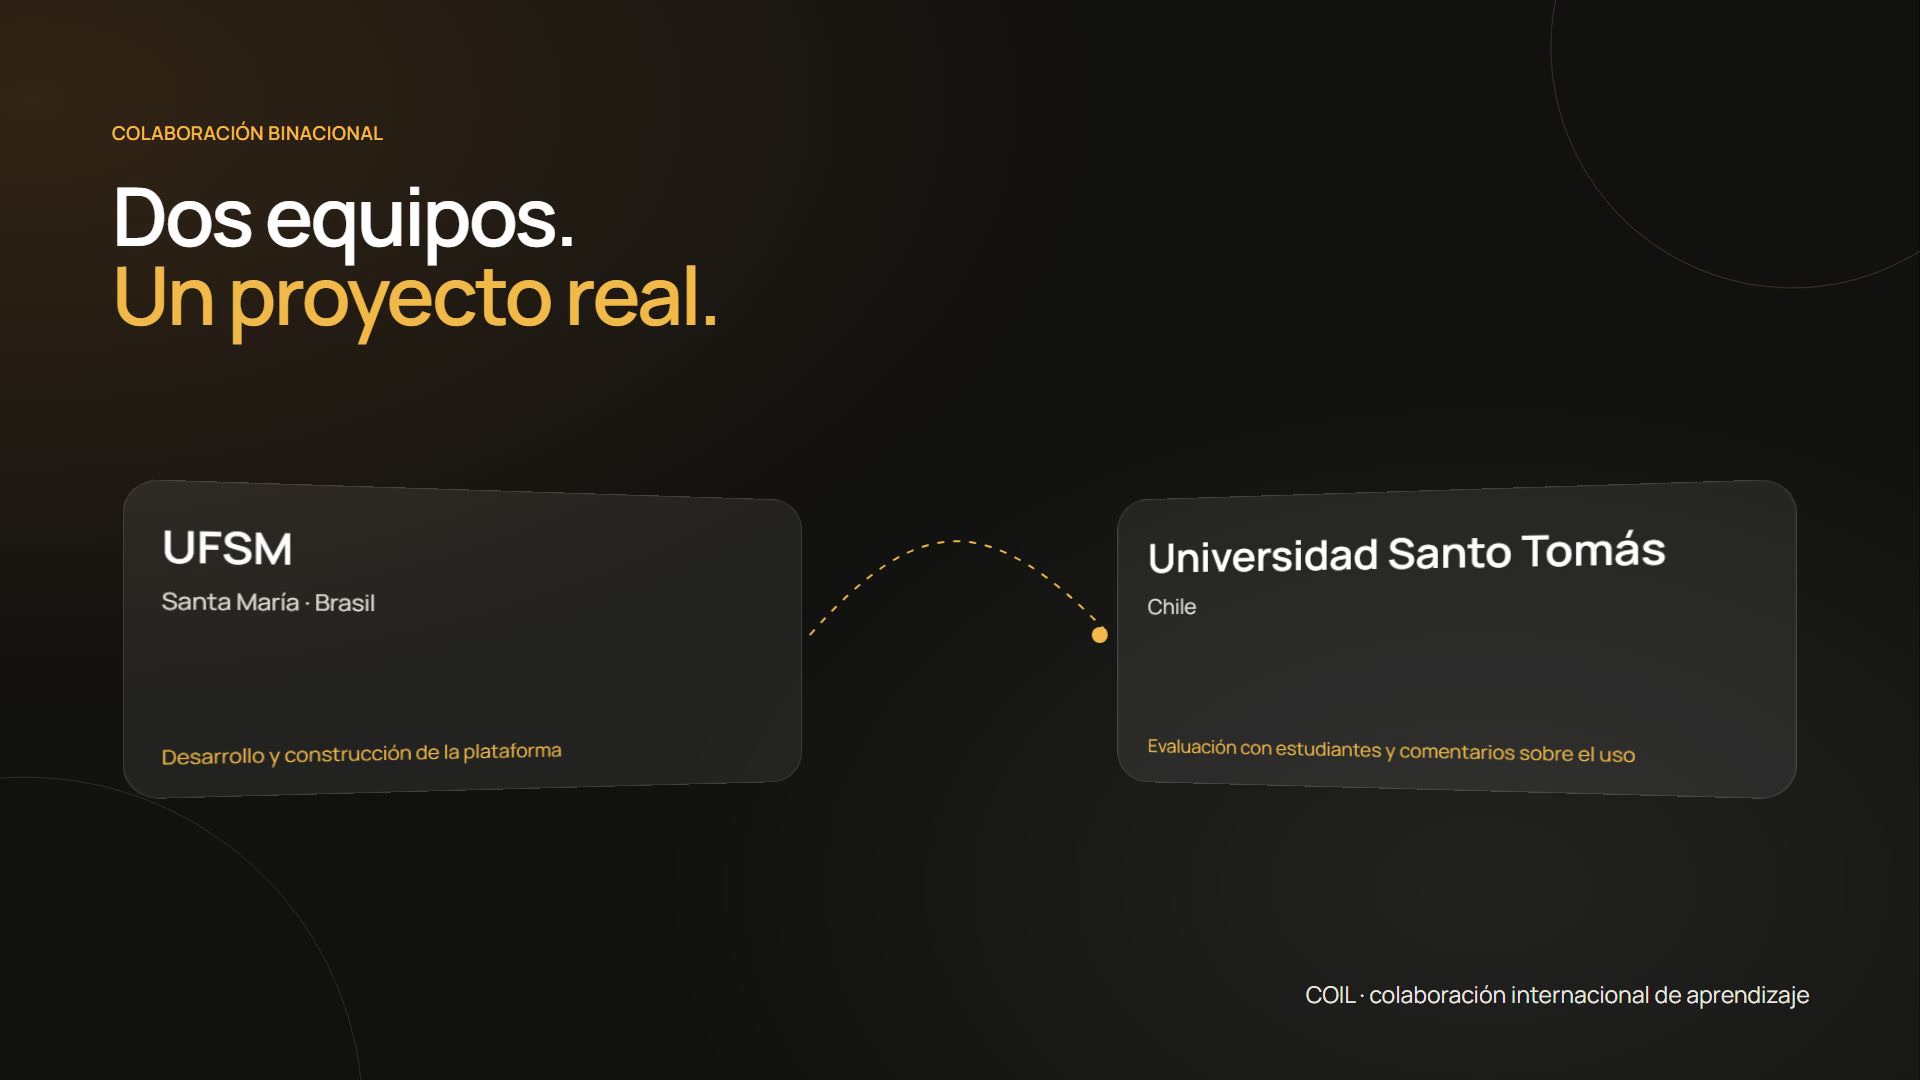 COLABORACIÓN BINACIONAL
Dos equipos.
Un proyecto real.
UFSM
Santa María · Brasil
Desarrollo y construcción de la plataforma
Universidad Santo Tomás
Chile
Evaluación con estudiantes y comentarios sobre el uso
COIL · colaboración internacional de aprendizaje